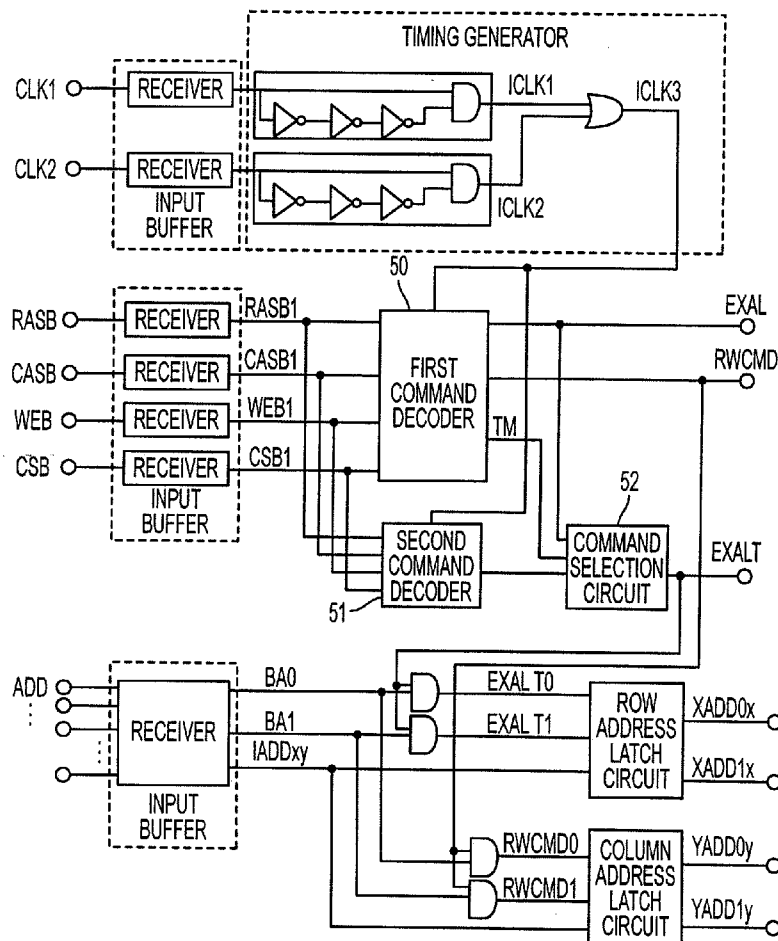 TIMING GENERATOR
CLK1
RECEIVER
ICLK1
ICLK3
CLK2
RECEIVER
INPUT
BUFFER
ICLK2
50
RASB
RECEIVER
RASB1
EXAL
CASB
RECEIVER
CASB1
FIRST
COMMAND
DECODER
RWCMD
WEB
RECEIVER
WEB1
TM
CSB
RECEIVER
CSB1
INPUT
BUFFER
52
SECOND
COMMAND
DECODER
51
COMMAND
SELECTION
CIRCUIT
EXALT
ADD
RECEIVER
BA0
BA1
IADDxy
INPUT
BUFFER
EXAL T0
EXAL T1
ROW
ADDRESS
LATCH
CIRCUIT
XADD0x
XADD1x
RWCMD0
RWCMD1
COLUMN
ADDRESS
LATCH
CIRCUIT
YADD0y
YADD1y